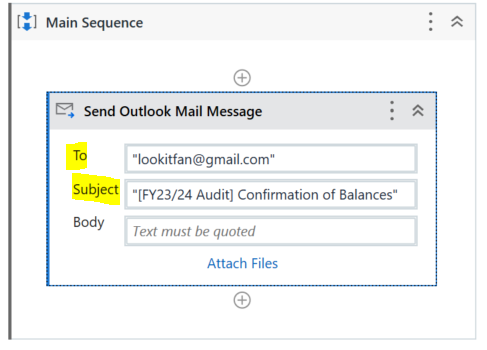 Main Sequence
Send Outlook Mail Message
To "lookitfan@gmail.com"
Subject "[FY23/24 Audit] Confirmation of Balances"
Body Text must be quoted
Attach Files